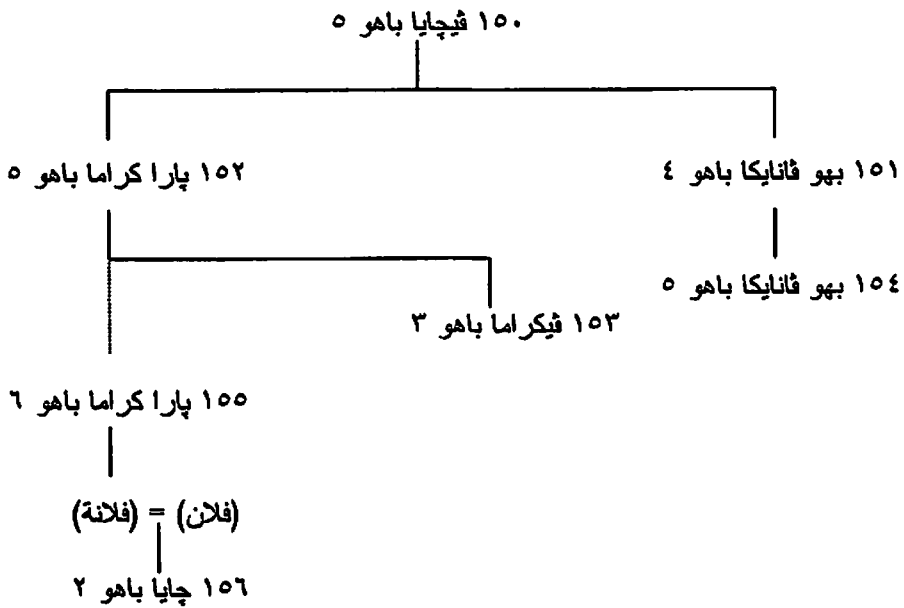 ١٥٠ ڤيچايا باهو ٥
١٥١ بهو ڤانايكا باهو ٤
١٥٢ پارا كراما باهو ٥
١٥٤ بهو ڤانايكا باهو ٥
١٥٣ ڤيكراما باهو ٣
١٥٥ پارا كراما باهو ٦
(فلان) = (فلانة)
١٥٦ چايا باهو ٢